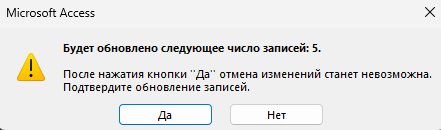 Microsoft Access
Будет обновлено следующее число записей: 5.
После нажатия кнопки "Да" отмена изменений станет невозможна.
Подтвердите обновление записей.
Да
Нет